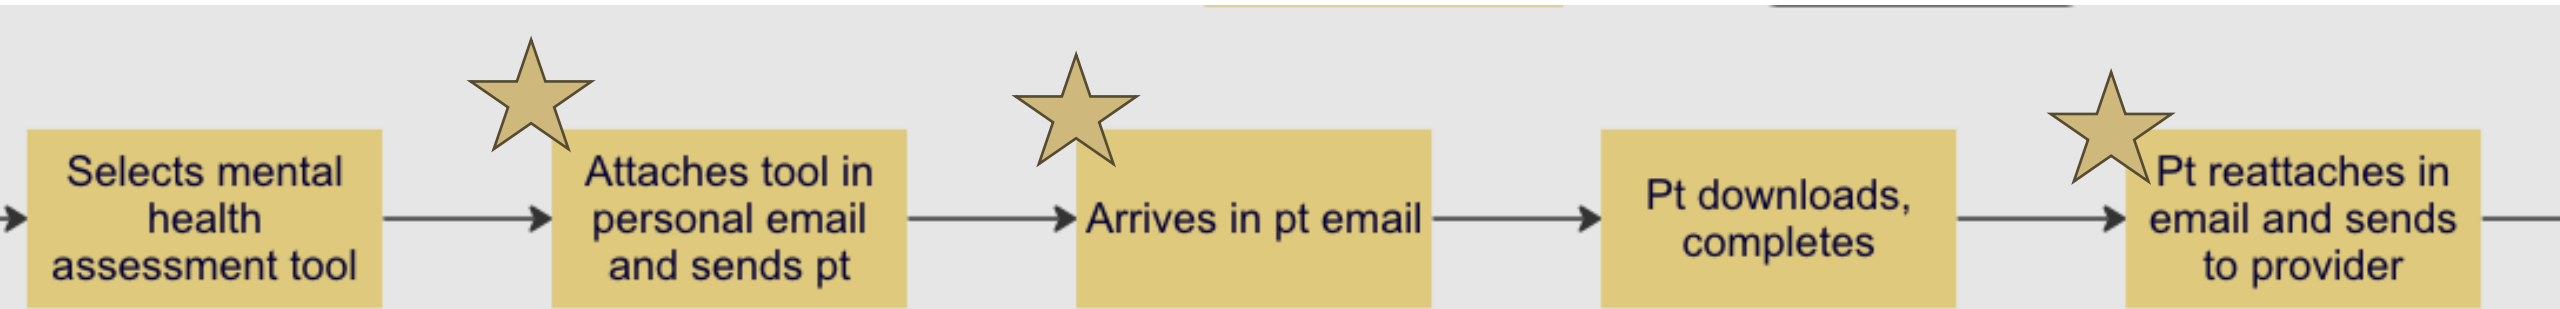 Selects mental
health
assessment tool
Attaches tool in
personal email
and sends pt
Arrives in pt email
Pt downloads,
completes
Pt reattaches in
email and sends
to provider